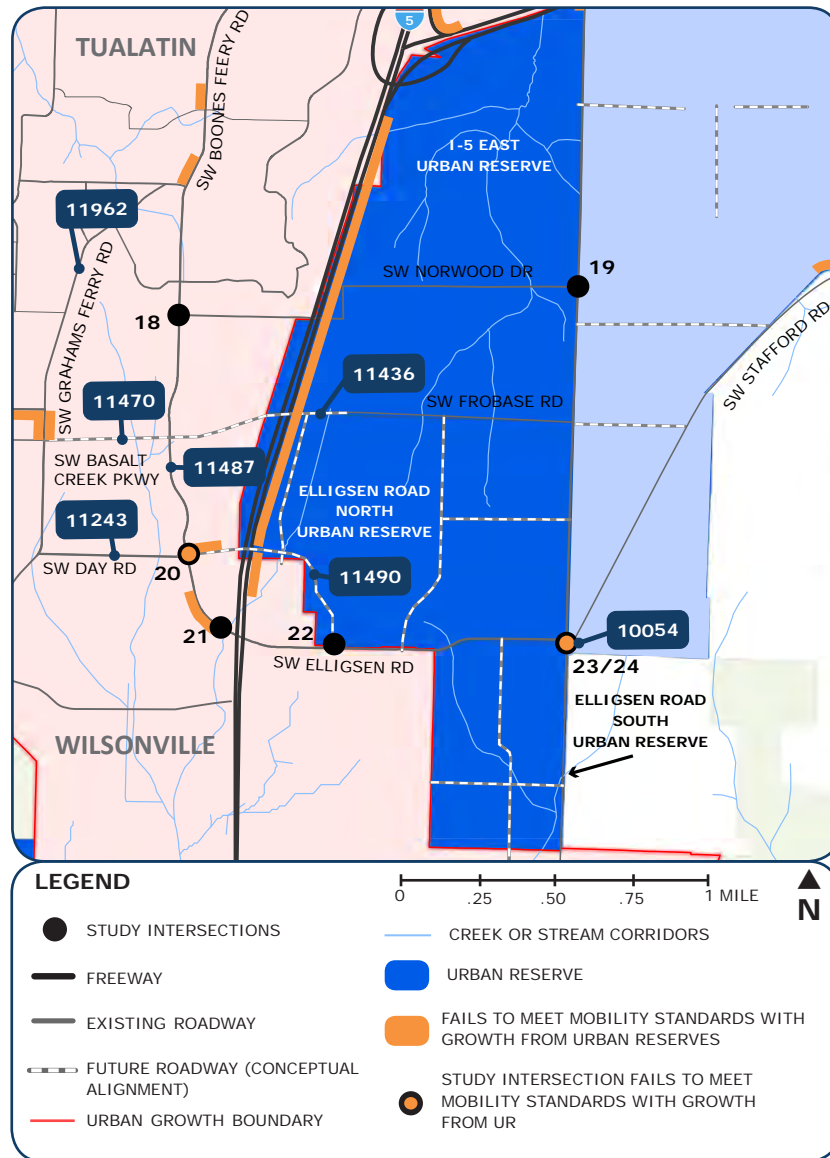 5
TUALATIN
SW BOONES FEERY RD
I-5 EAST
URBAN RESERVE
11962
SW GRAHAMS FERRY RD
SW NORWOOD DR
19
18
SW STAFFORD RD
11436
11470
SW FROBASE RD
SW BASALT
CREEK PKWY
11487
ELLIGSEN ROAD
NORTH
URBAN RESERVE
11243
SW DAY RD
20
11490
21
22
10054
SW ELLIGSEN RD
23/24
ELLIGSEN ROAD
SOUTH
URBAN RESERVE
WILSONVILLE
LEGEND
0 .25 .50 .75 1 MILE
N
STUDY INTERSECTIONS
FREEWAY
EXISTING ROADWAY
FUTURE ROADWAY (CONCEPTUAL
ALIGNMENT)
URBAN GROWTH BOUNDARY
CREEK OR STREAM CORRIDORS
URBAN RESERVE
FAILS TO MEET MOBILITY STANDARDS WITH
GROWTH FROM URBAN RESERVES
STUDY INTERSECTION FAILS TO MEET
MOBILITY STANDARDS WITH GROWTH
FROM UR